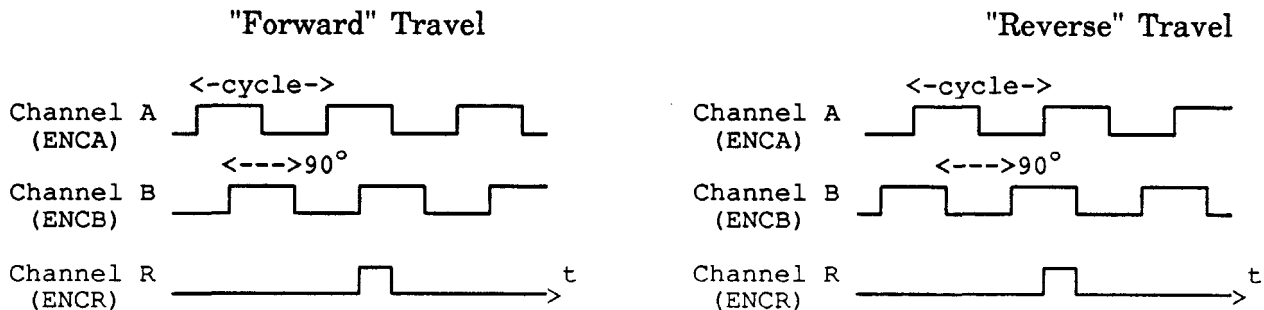 "Forward" Travel
<-cycle->
Channel A
(ENCA)
<--->90°
Channel B
(ENCB)
Channel R
(ENCR)
t
"Reverse" Travel
<-cycle->
Channel A
(ENCA)
<--->90°
Channel B
(ENCB)
Channel R
(ENCR)
t